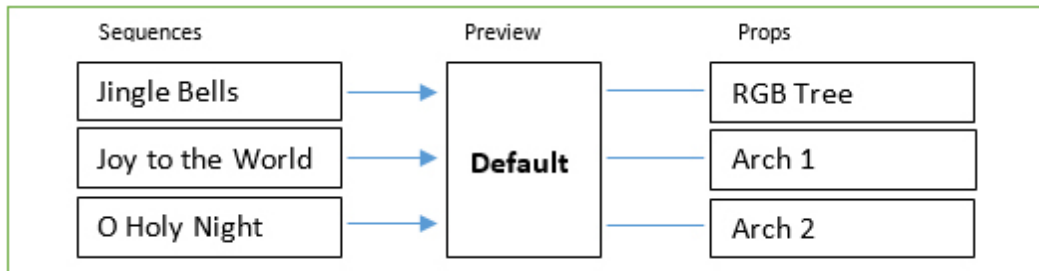 Sequences Preview Props
Jingle Bells RGB Tree
Joy to the World Default Arch 1
O Holy Night Arch 2